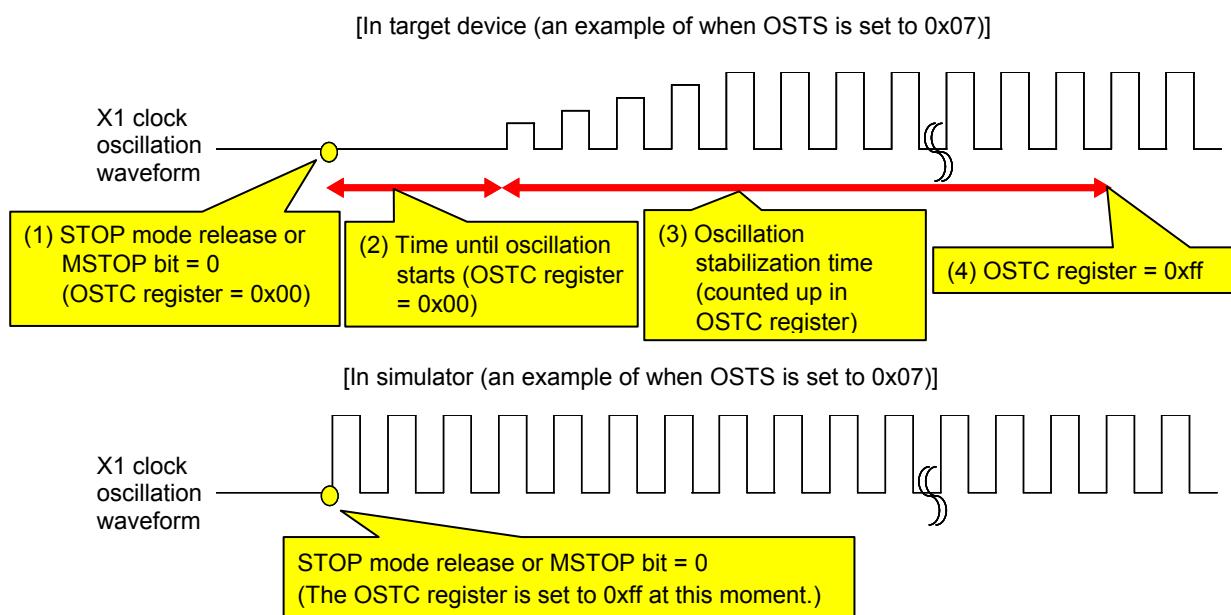 [In target device (an example of when OSTS is set to 0x07)]
X1 clock
oscillation
waveform
(1) STOP mode release or
MSTOP bit = 0
(OSTC register = 0x00)
(2) Time until oscillation
starts (OSTC register
= 0x00)
(3) Oscillation
stabilization time
(counted up in
OSTC register)
(4) OSTC register = 0xff
[In simulator (an example of when OSTS is set to 0x07)]
X1 clock
oscillation
waveform
STOP mode release or MSTOP bit = 0
(The OSTC register is set to 0xff at this moment.)